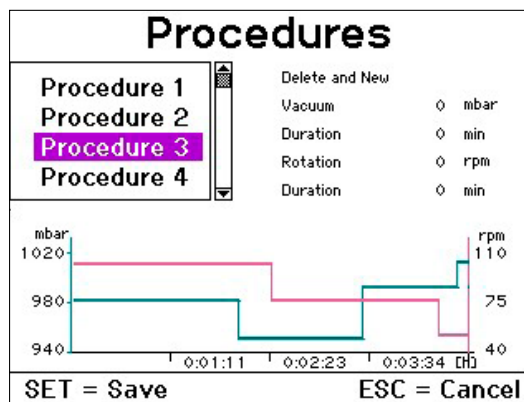 Procedures
Procedure 1
Procedure 2
Procedure 3
Procedure 4
Delete and New
Vacuum 0 mbar
Duration 0 min
Rotation 0 rpm
Duration 0 min
mbar rpm
1020 110
980 75
940 40
0:01:11 0:02:23 0:03:34 [H]
SET = Save ESC = Cancel